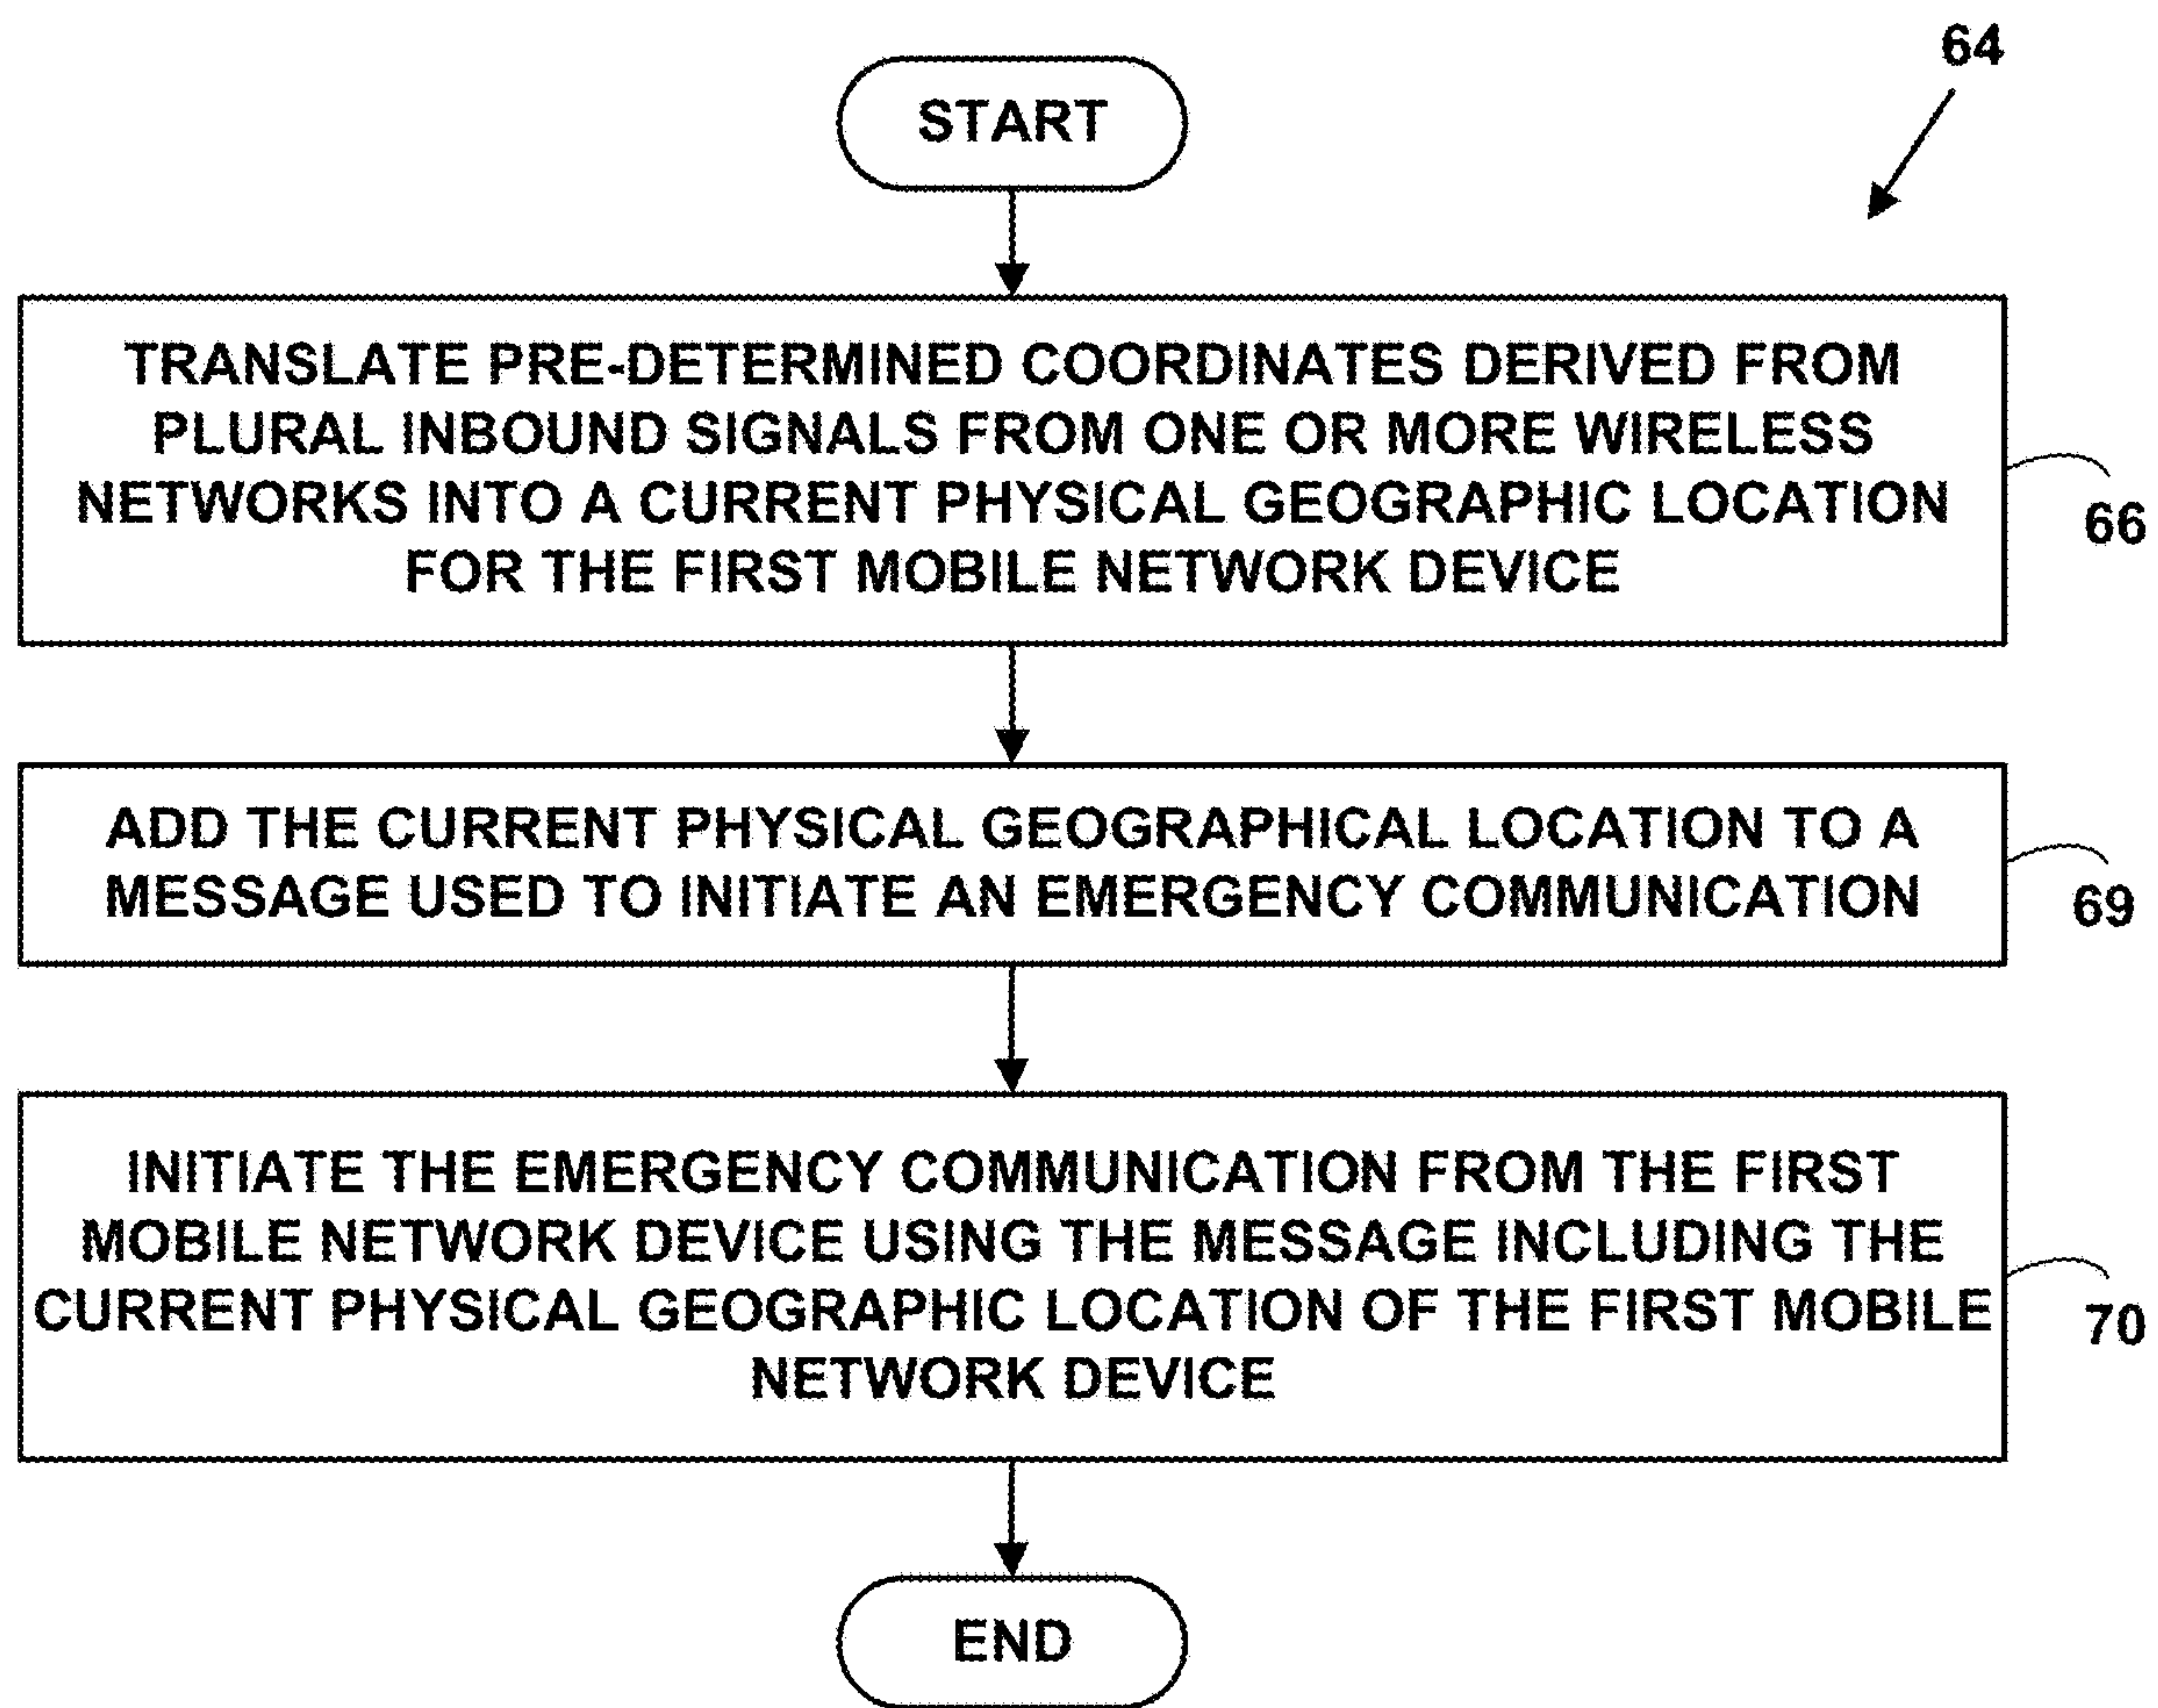 64
START
TRANSLATE PRE-DETERMINED COORDINATES DERIVED FROM
PLURAL INBOUND SIGNALS FROM ONE OR MORE WIRELESS
NETWORKS INTO A CURRENT PHYSICAL GEOGRAPHIC LOCATION
FOR THE FIRST MOBILE NETWORK DEVICE
66
ADD THE CURRENT PHYSICAL GEOGRAPHICAL LOCATION TO A
MESSAGE USED TO INITIATE AN EMERGENCY COMMUNICATION
69
INITIATE THE EMERGENCY COMMUNICATION FROM THE FIRST
MOBILE NETWORK DEVICE USING THE MESSAGE INCLUDING THE
CURRENT PHYSICAL GEOGRAPHIC LOCATION OF THE FIRST MOBILE
NETWORK DEVICE
70
END